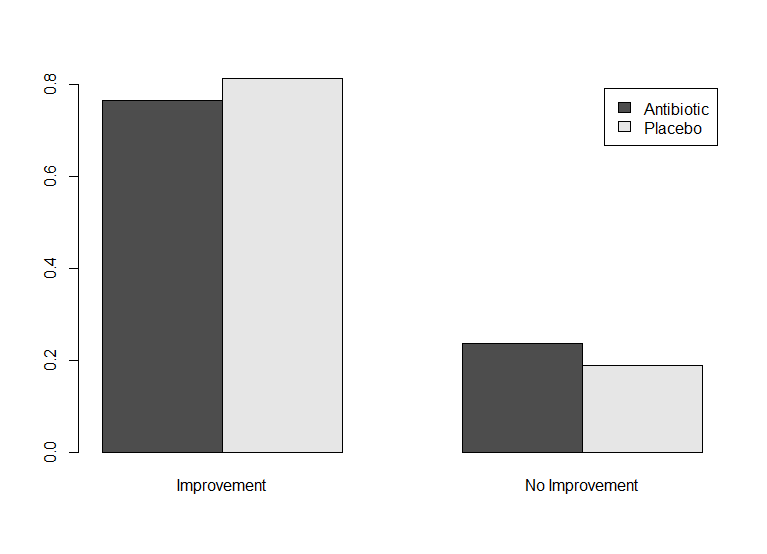 0.8
0.6
0.4
0.2
0.0
Antibiotic
Placebo
Improvement
No Improvement